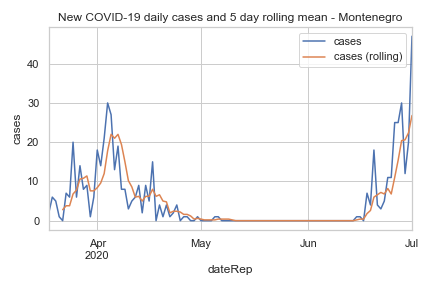 New COVID-19 daily cases and 5 day rolling mean - Montenegro
cases
cases (rolling)
40
30
20
10
0
cases
Apr
2020
May
Jun
Jul
dateRep